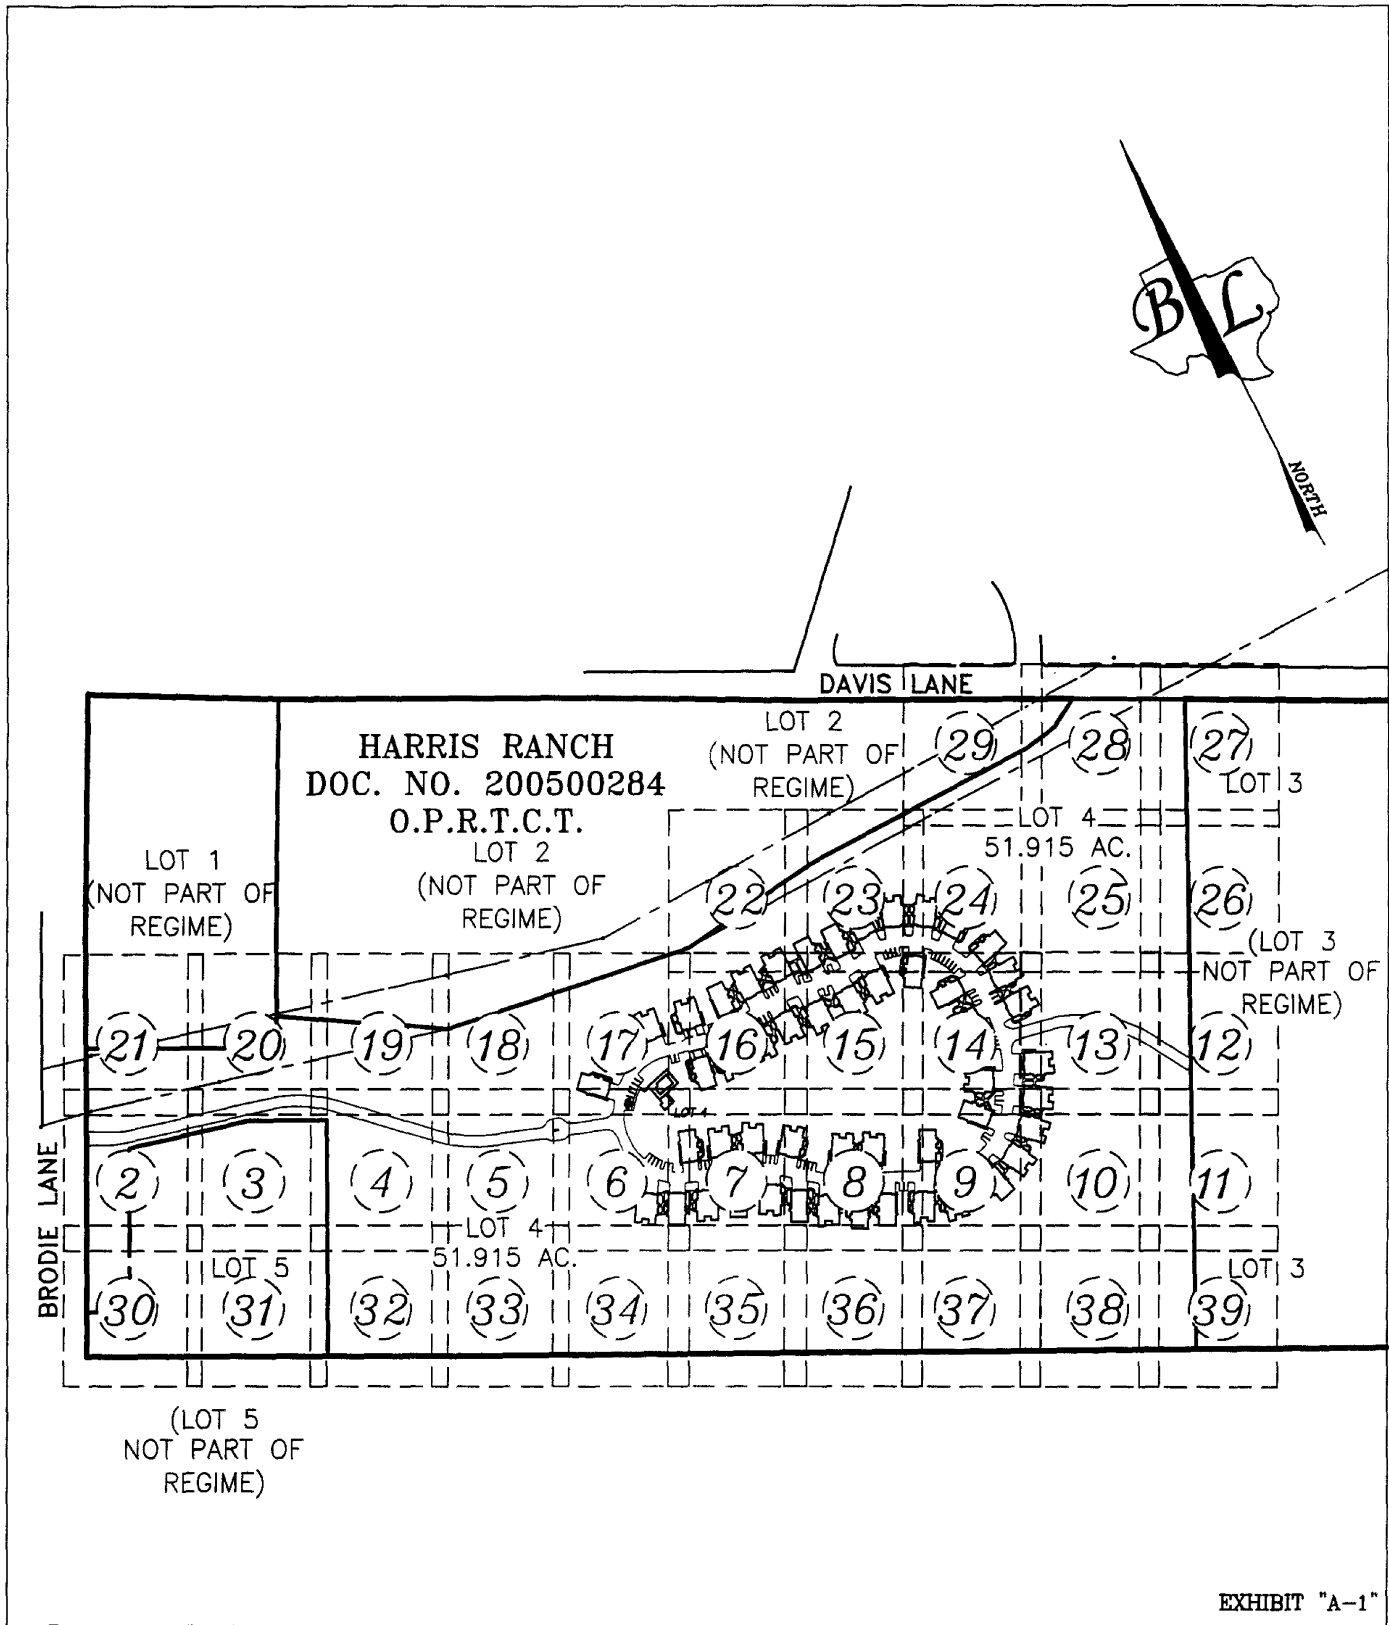 B L
NORTH
DAVIS LANE
HARRIS RANCH
DOC. NO. 200500284
O.P.R.T.C.T.
LOT 2
(NOT PART OF
REGIME)
29
28
27
LOT 3
LOT 4
51.915 AC.
LOT 1
(NOT PART OF
REGIME)
LOT 2
(NOT PART OF
REGIME)
22
23
24
25
26
(LOT 3
NOT PART OF
REGIME)
21
20
19
18
17
16
15
14
13
12
LOT 4
BRODIE LANE
2
3
4
5
6
7
8
9
10
11
LOT 4
51.915 AC.
LOT 5
LOT 3
30
31
32
33
34
35
36
37
38
39
(LOT 5
NOT PART OF
REGIME)
EXHIBIT "A-1"